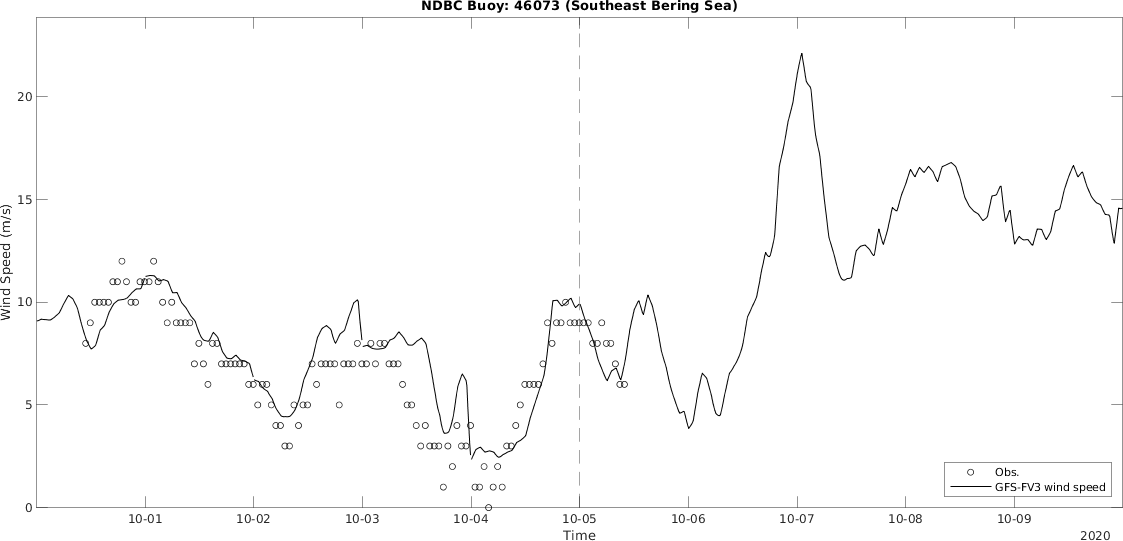 NDBC Buoy: 46073 (Southeast Bering Sea)
Wind Speed (m/s)
20
15
10
5
0
10-01 10-02 10-03 10-04 10-05 10-06 10-07 10-08 10-09
Time
2020
Obs.
GFS-FV3 wind speed